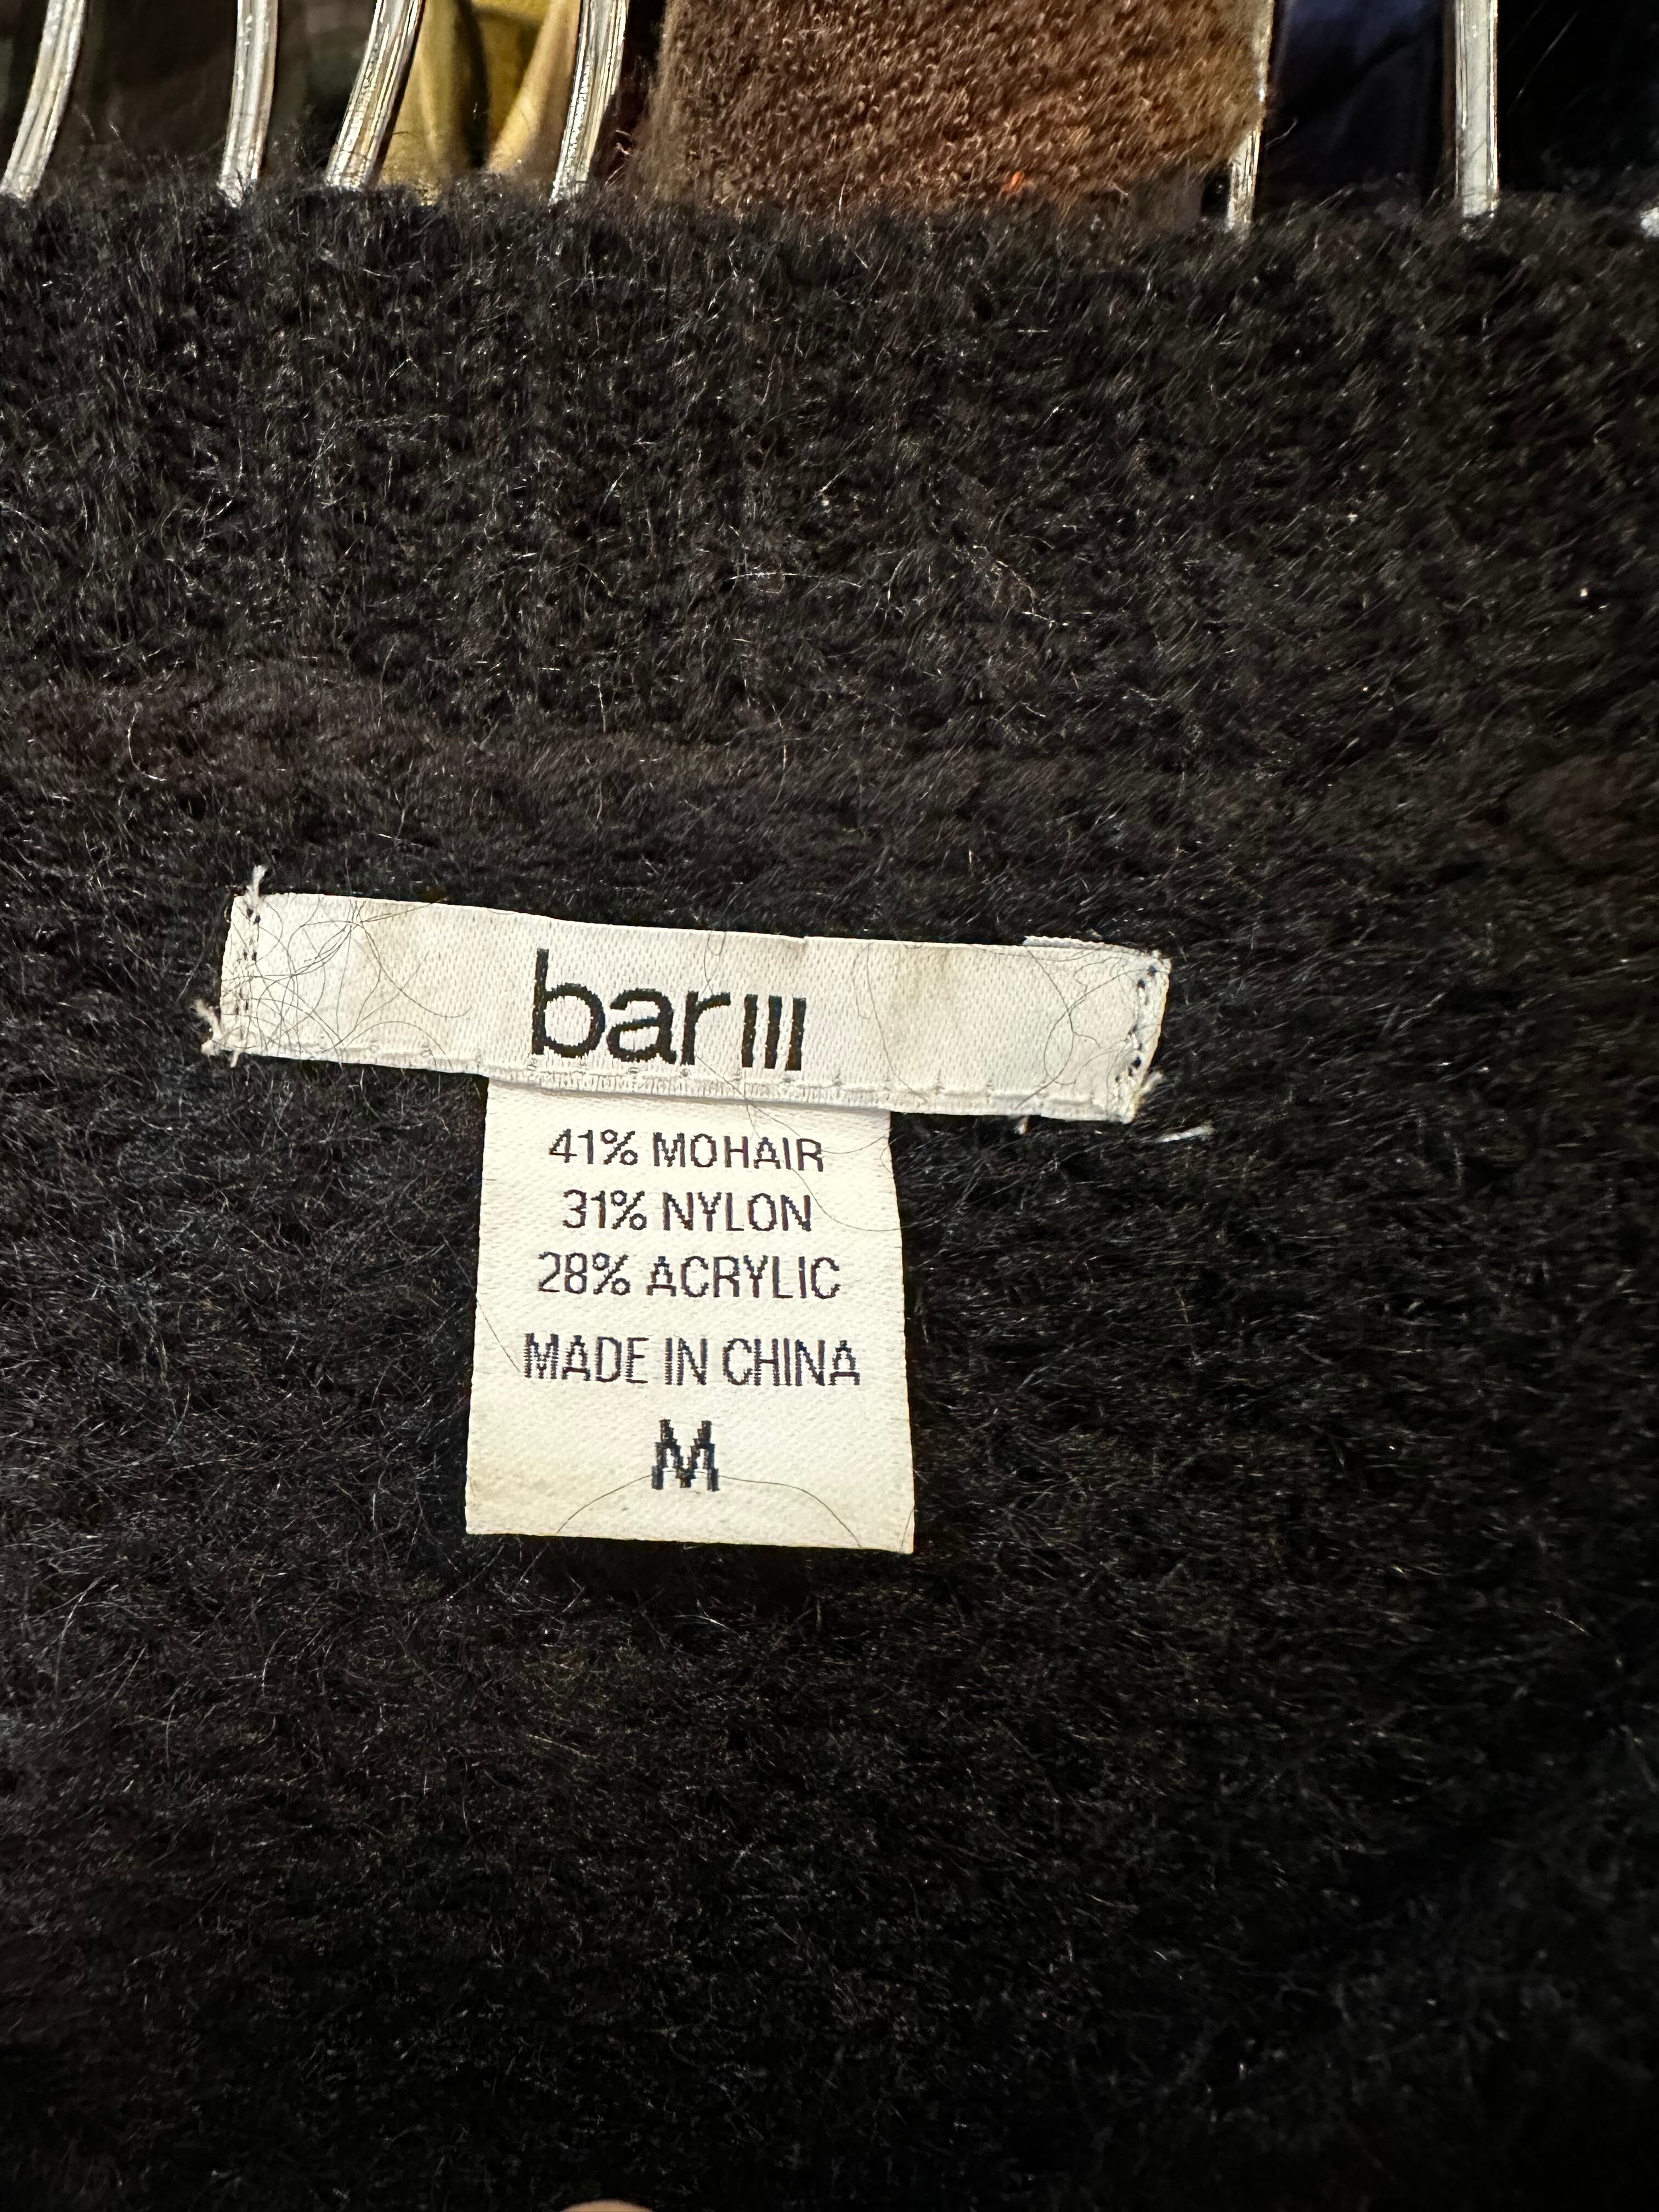 bar III
41% MOHAIR
31% NYLON
28% ACRYLIC
MADE IN CHINA
M